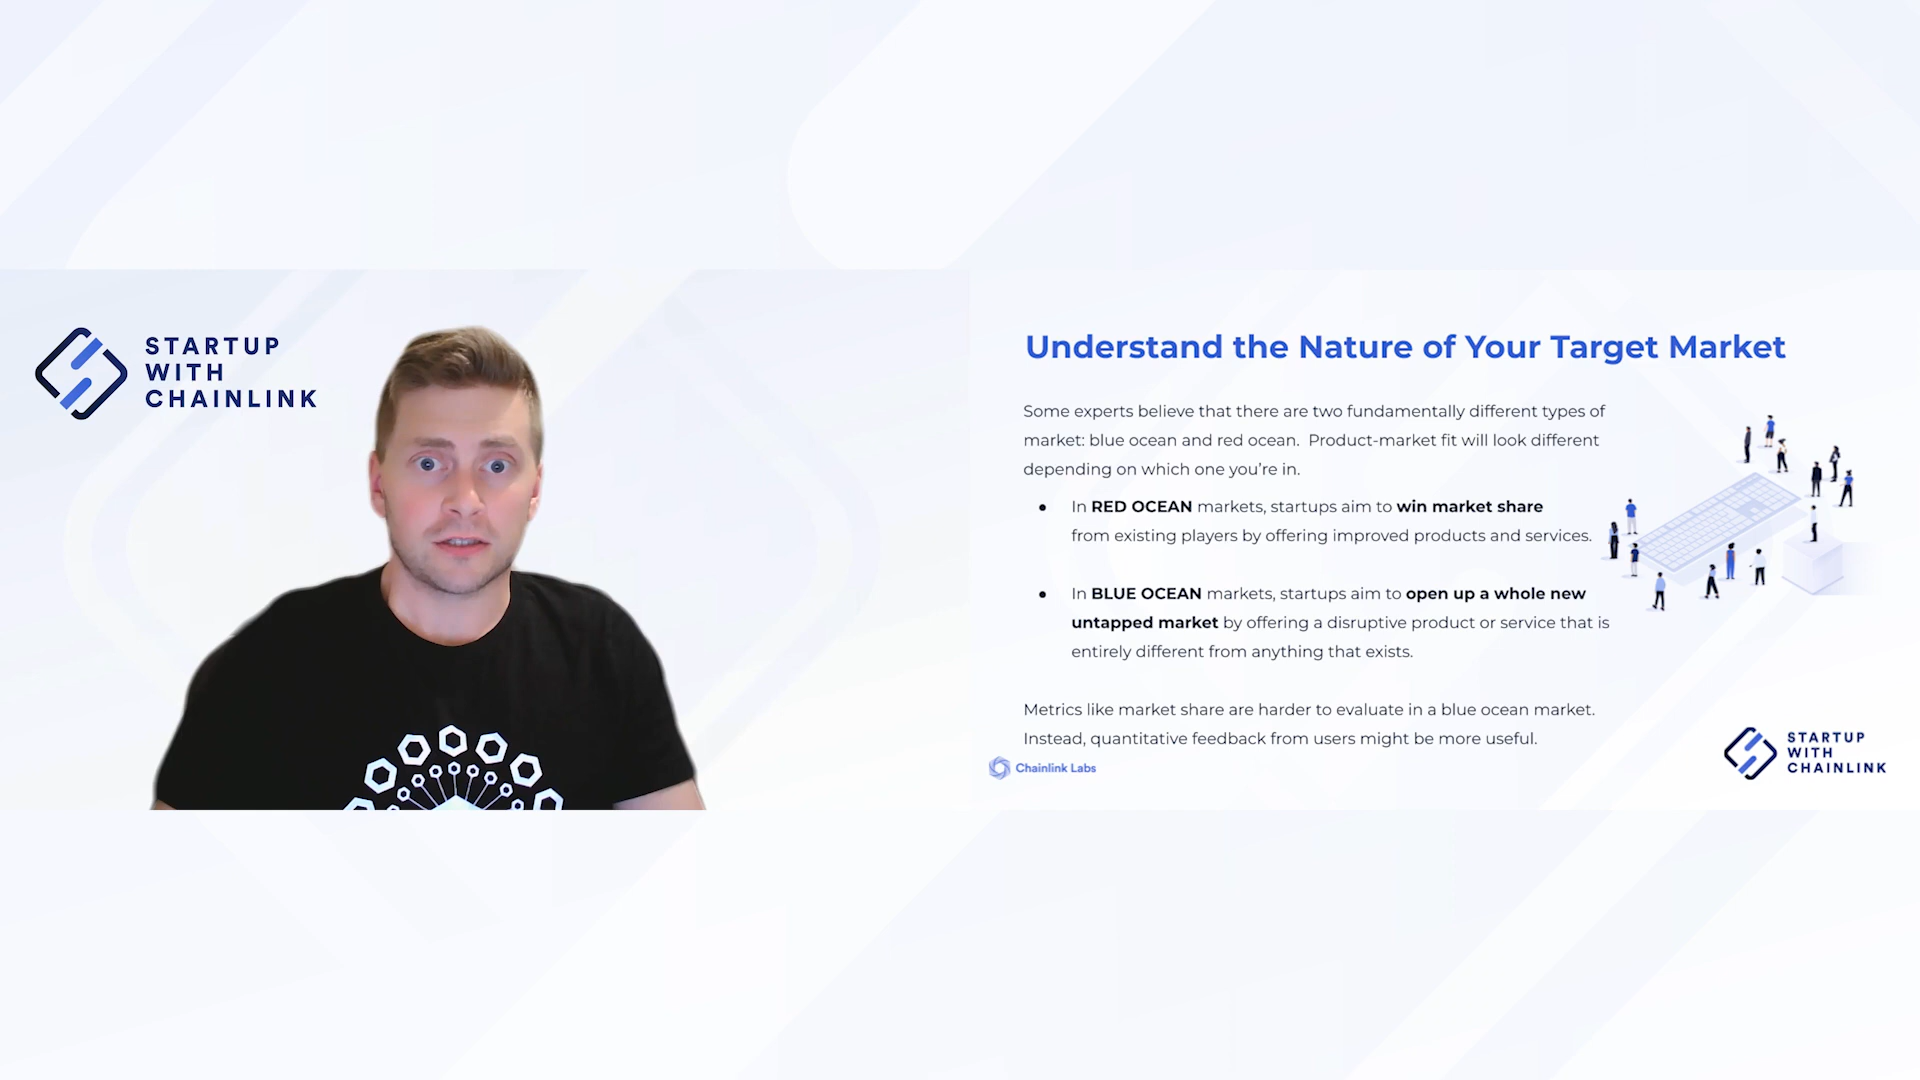 STARTUP
WITH
CHAINLINK
Understand the Nature of Your Target Market
Some experts believe that there are two fundamentally different types of
market: blue ocean and red ocean.  Product-market fit will look different
depending on which one you're in.
● In RED OCEAN markets, startups aim to win market share
from existing players by offering improved products and services.
● In BLUE OCEAN markets, startups aim to open up a whole new
untapped market by offering a disruptive product or service that is
entirely different from anything that exists.
Metrics like market share are harder to evaluate in a blue ocean market.
Instead, quantitative feedback from users might be more useful.
Chainlink Labs
STARTUP
WITH
CHAINLINK